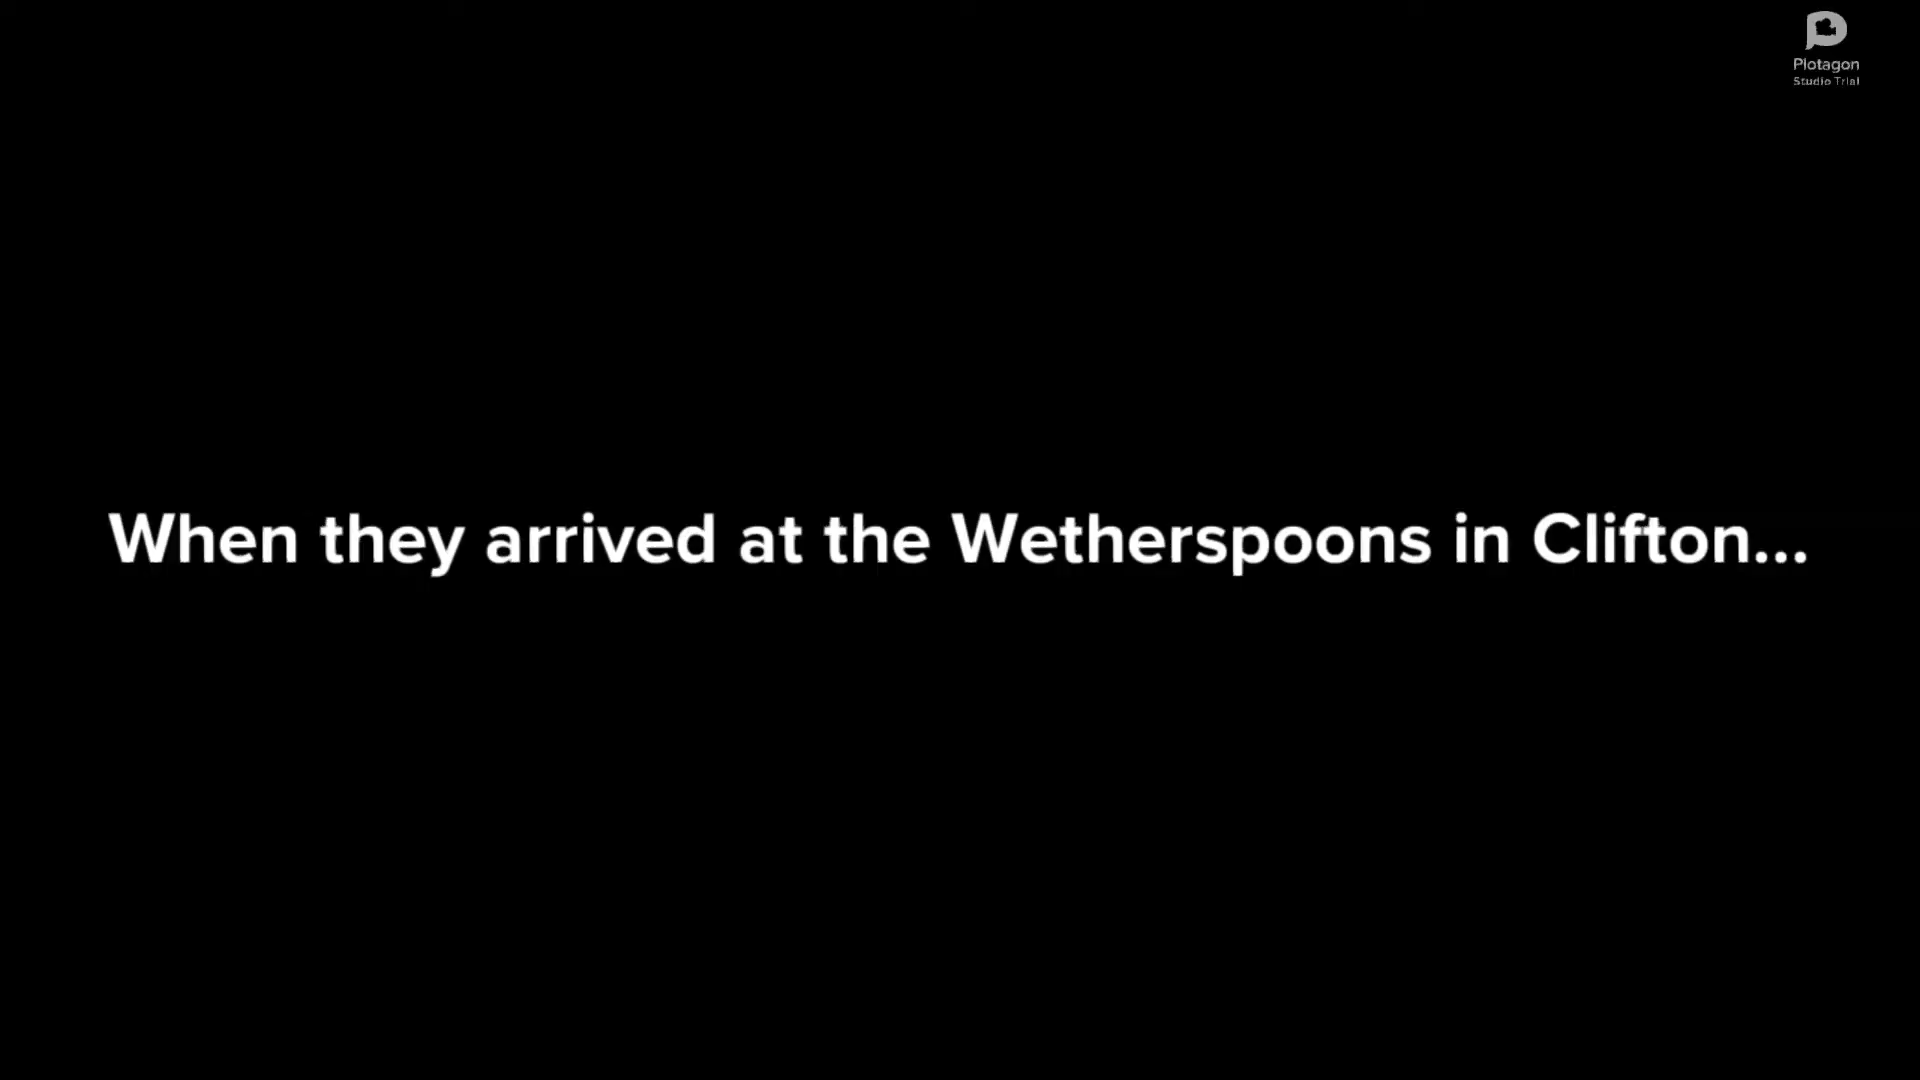 Plotagon
Studio Trial
When they arrived at the Wetherspoons in Clifton...